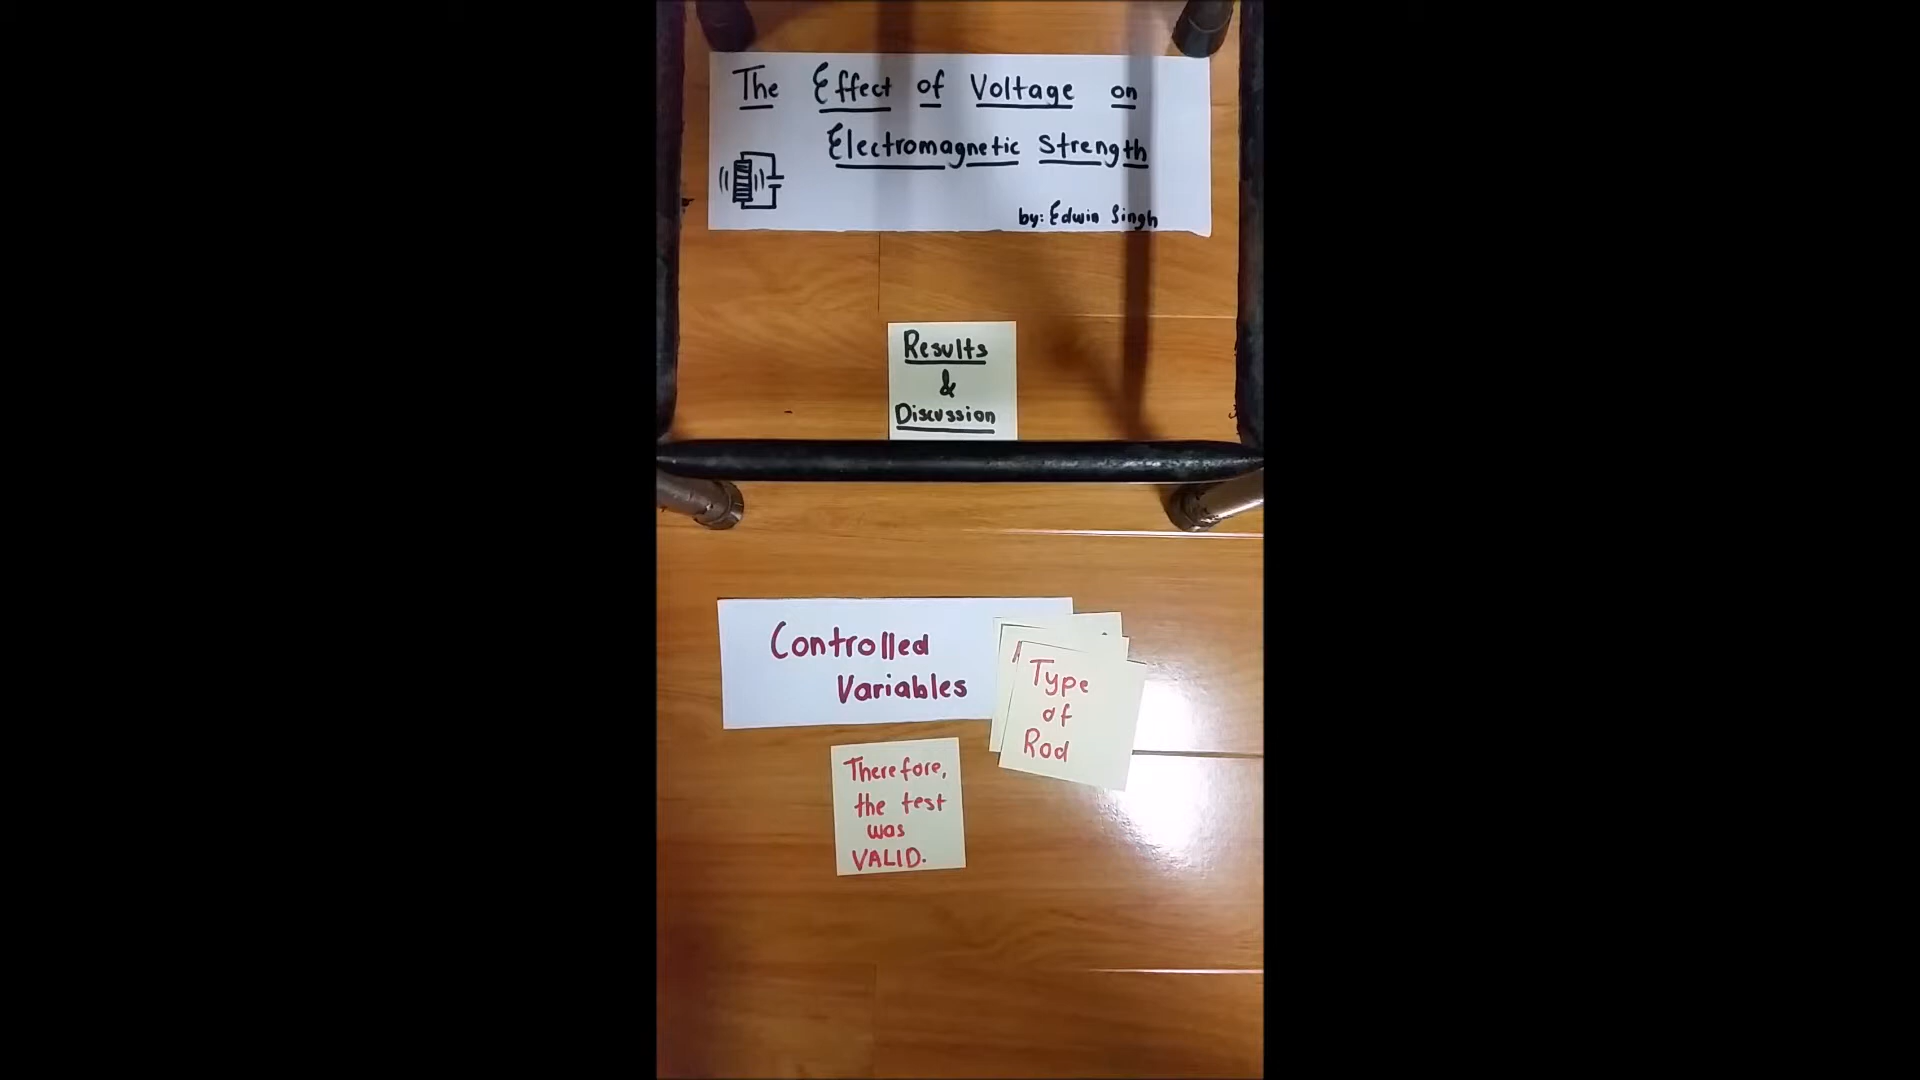 The Effect of Voltage on
Electromagnetic Strength
by: Edwin Singh
Results
&
Discussion
Controlled
Variables
Type
of
Rod
Therefore,
the test
was
VALID.